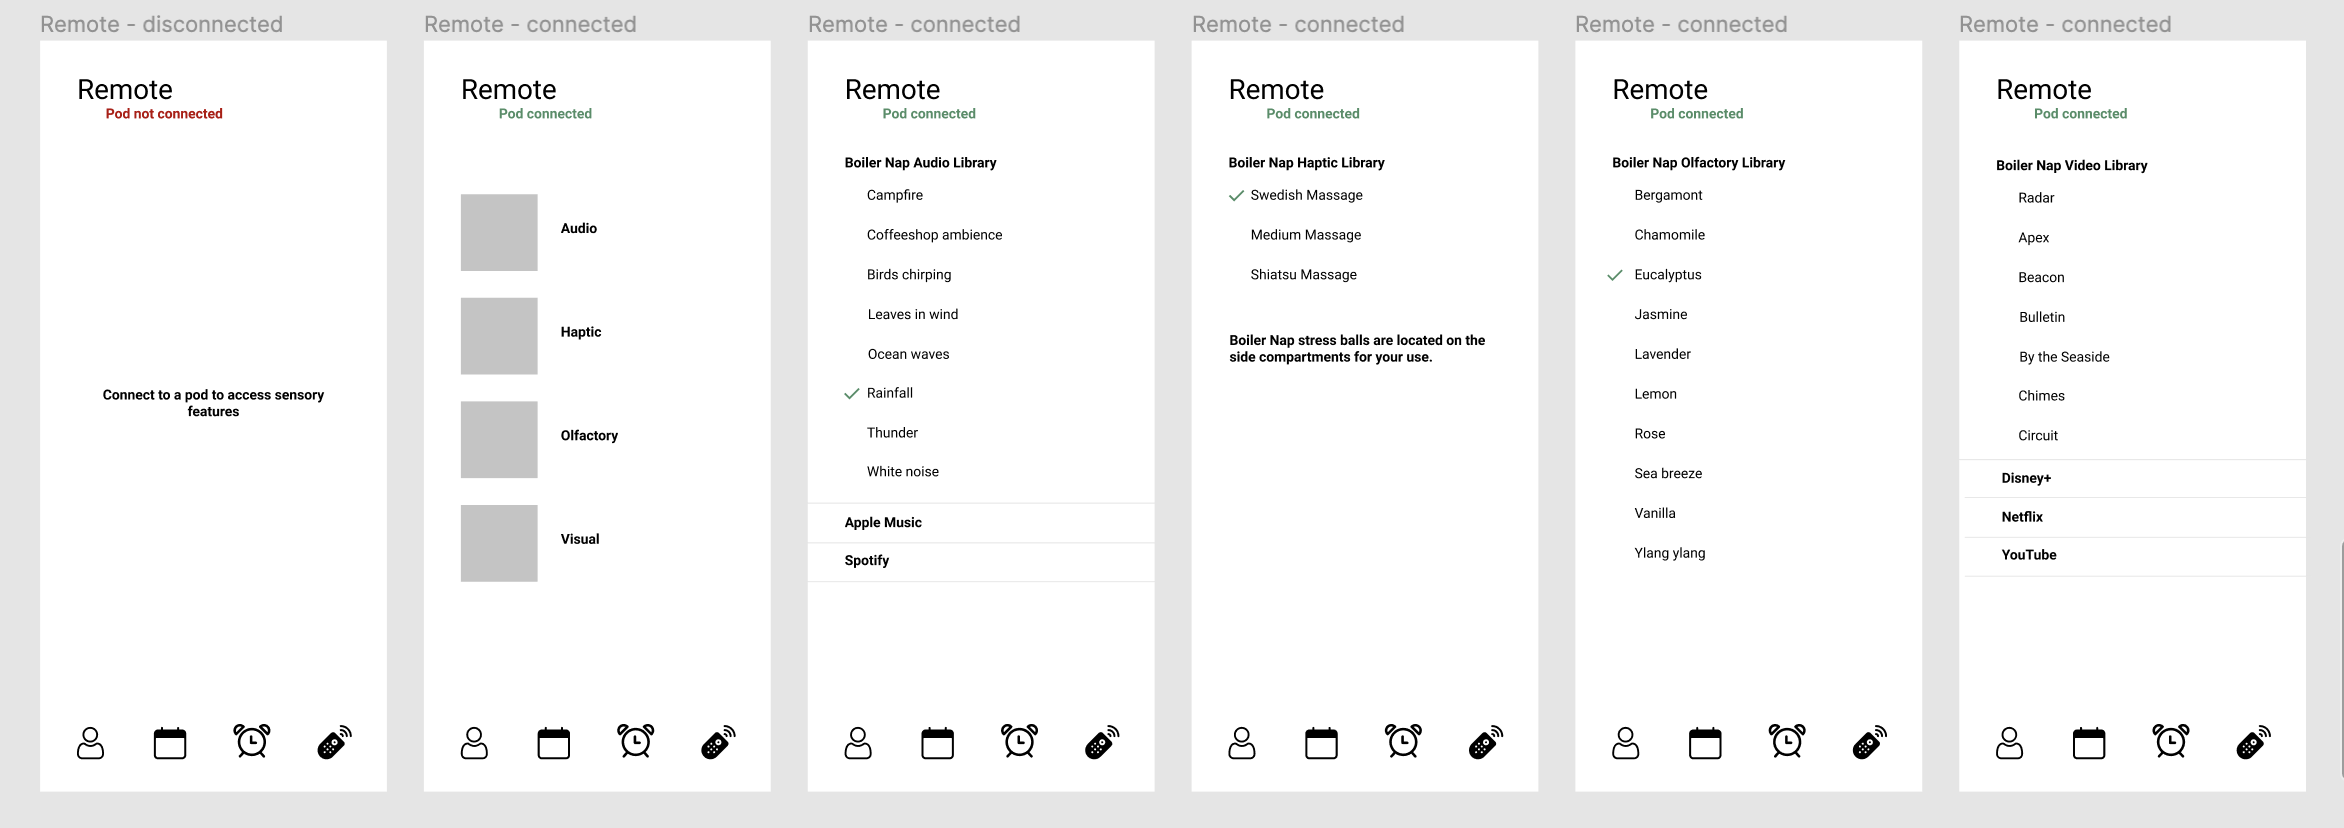 Remote - disconnected
Remote
Pod not connected
Connect to a pod to access sensory
features
Remote - connected
Remote
Pod connected
Audio
Haptic
Olfactory
Visual
Remote - connected
Remote
Pod connected
Boiler Nap Audio Library
Campfire
Coffeeshop ambience
Birds chirping
Leaves in wind
Ocean waves
Rainfall
Thunder
White noise
Apple Music
Spotify
Remote - connected
Remote
Pod connected
Boiler Nap Haptic Library
Swedish Massage
Medium Massage
Shiatsu Massage
Boiler Nap stress balls are located on the
side compartments for your use.
Remote - connected
Remote
Pod connected
Boiler Nap Olfactory Library
Bergamont
Chamomile
Eucalyptus
Jasmine
Lavender
Lemon
Rose
Sea breeze
Vanilla
Ylang ylang
Remote - connected
Remote
Pod connected
Boiler Nap Video Library
Radar
Apex
Beacon
Bulletin
By the Seaside
Chimes
Circuit
Disney+
Netflix
YouTube